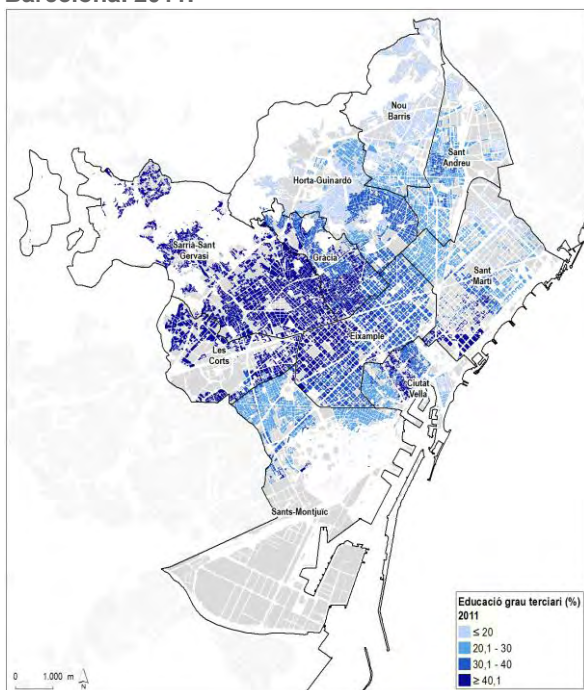 Barcelona. 2011.
Nou
Barris
Sant
Andreu
Horta-Guinardó
Sarrià-Sant
Gervasi
Gràcia
Sant
Martí
Eixample
Les
Corts
Ciutat
Vella
Sants-Montjuïc
Educació grau terciari (%)
2011
≤ 20
20,1 - 30
30,1 - 40
≥ 40,1
0 1.000 m
N